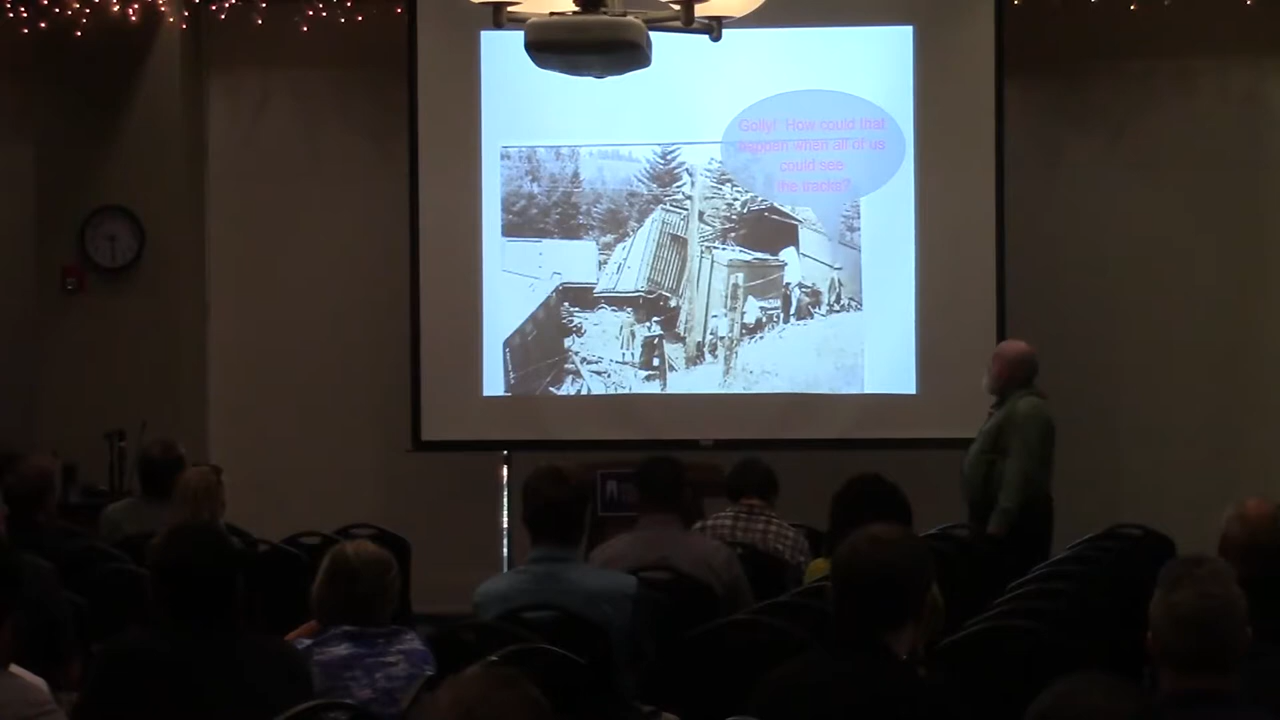 Golly! How could that
happen when all of us
could see
the tracks?